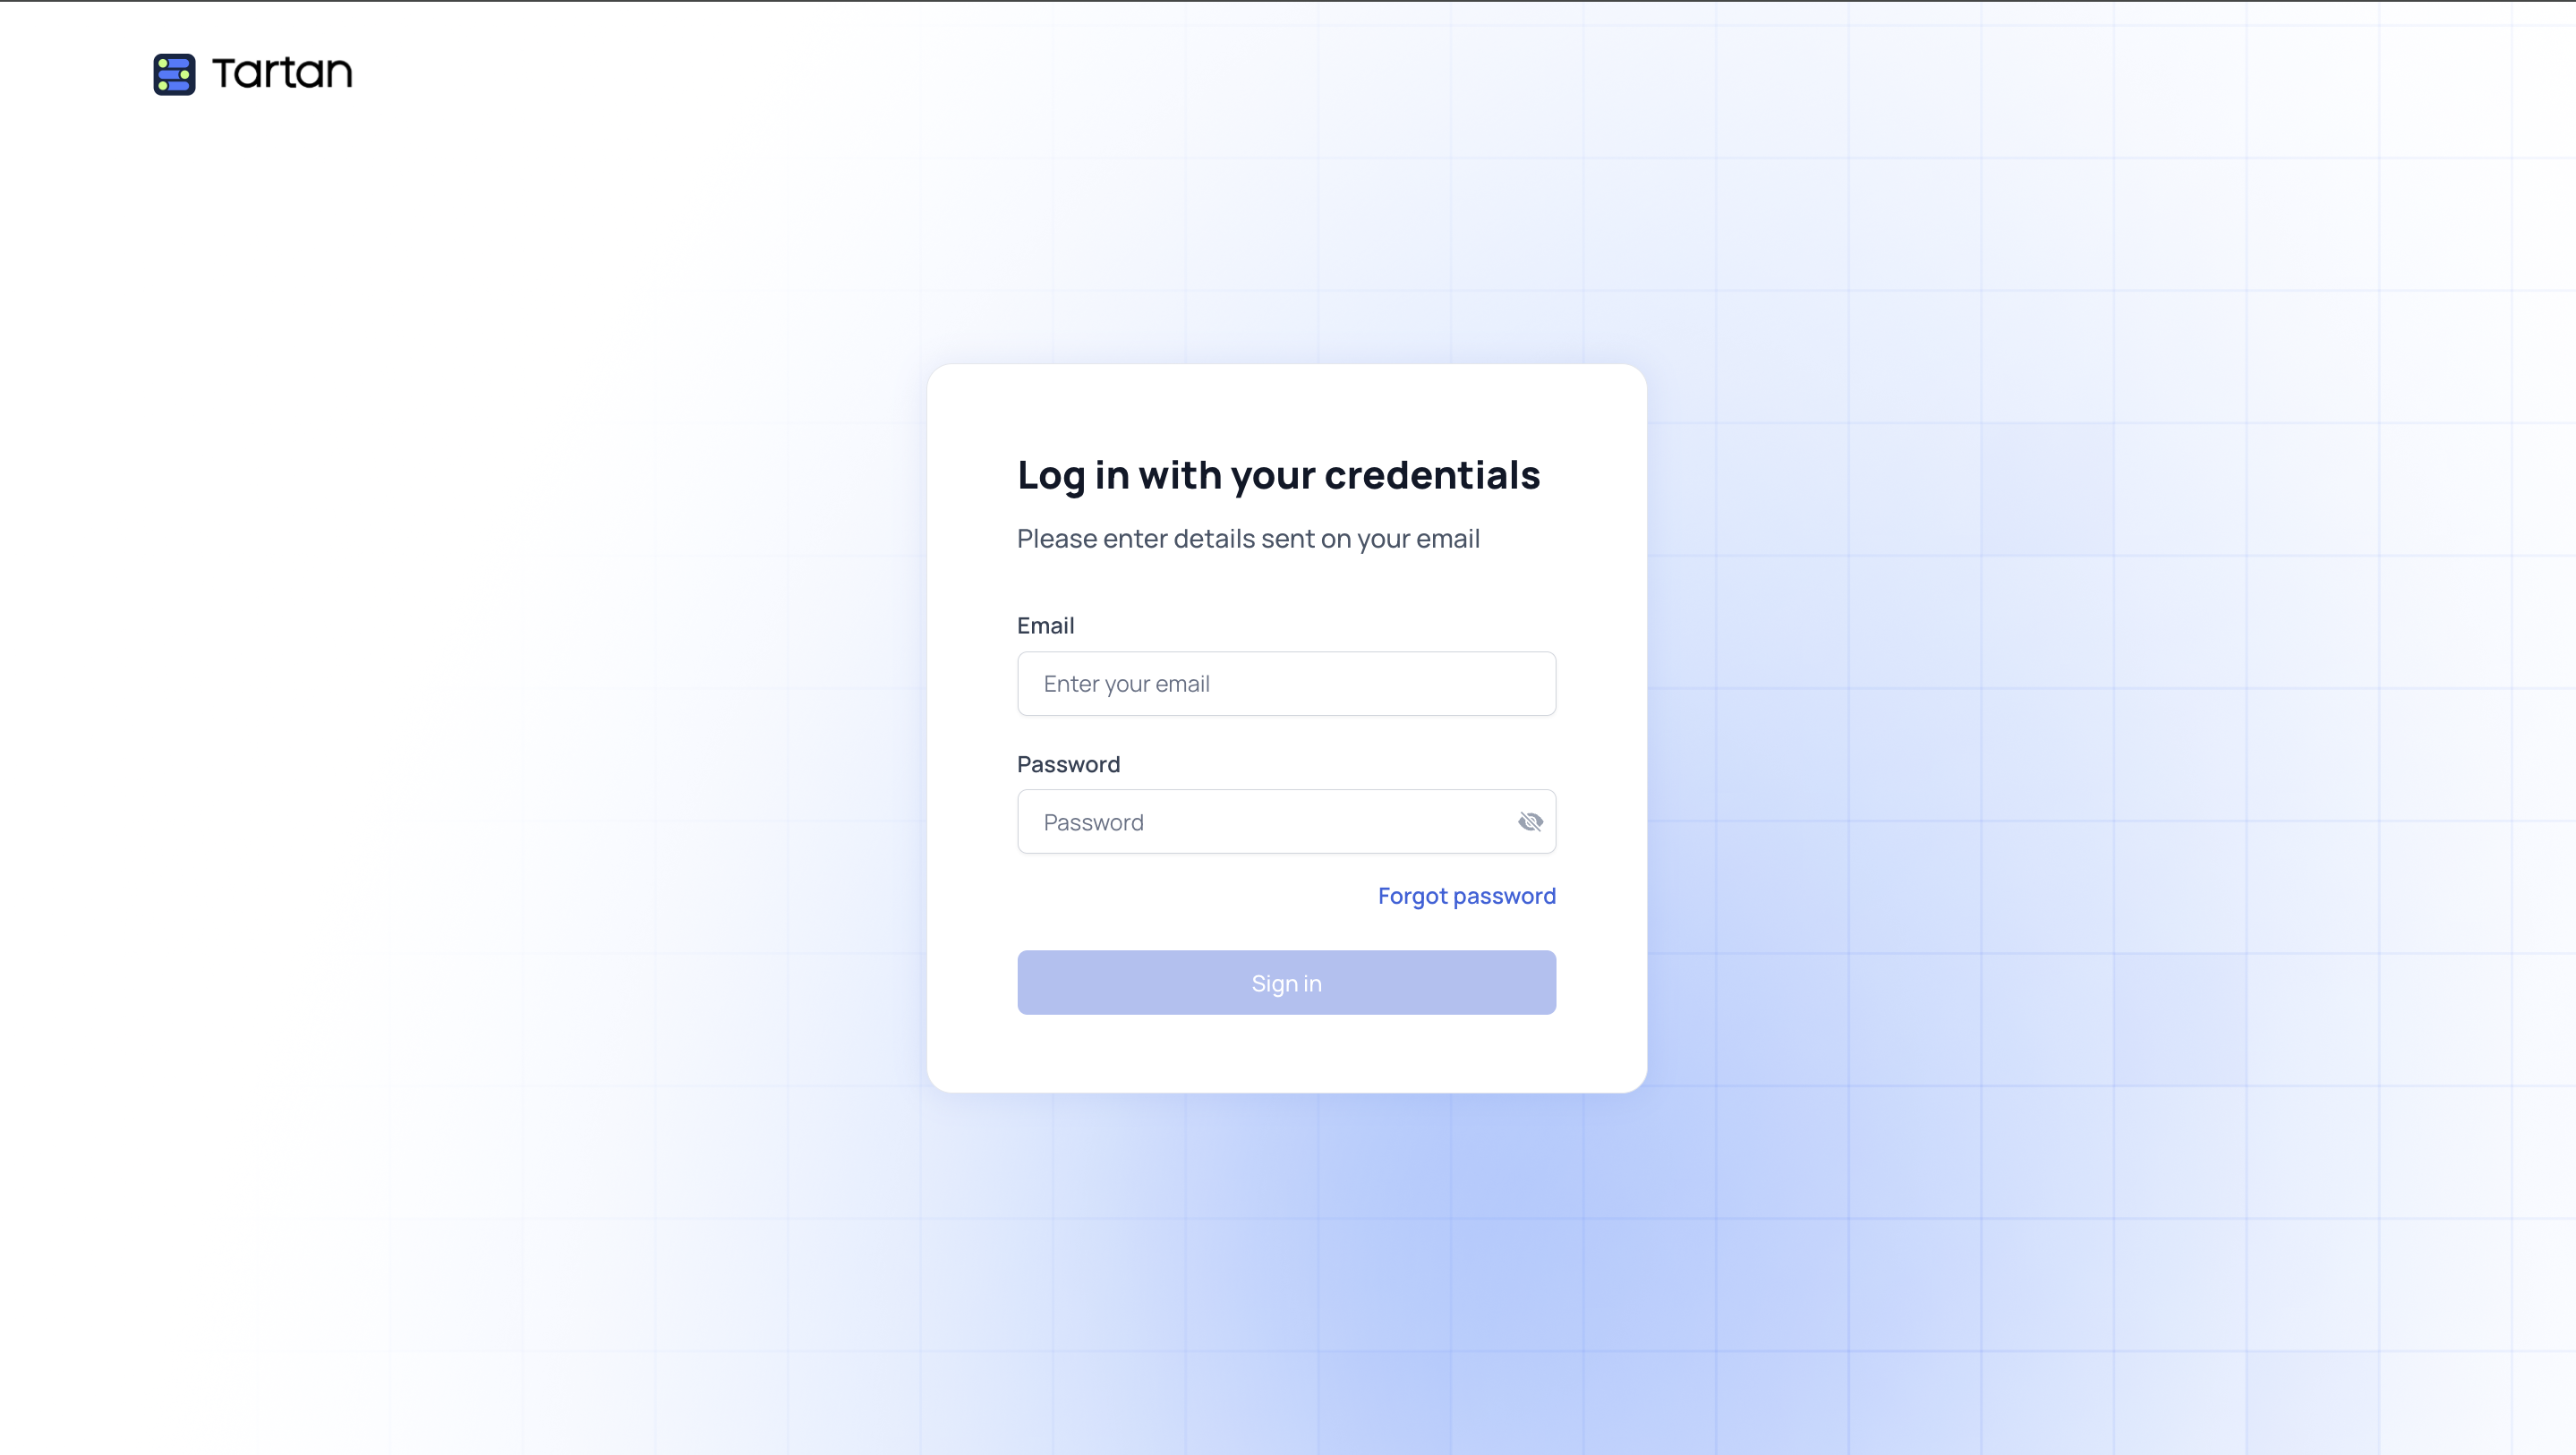 Tartan
Log in with your credentials
Please enter details sent on your email
Email
Enter your email
Password
Password
Forgot password
Sign in